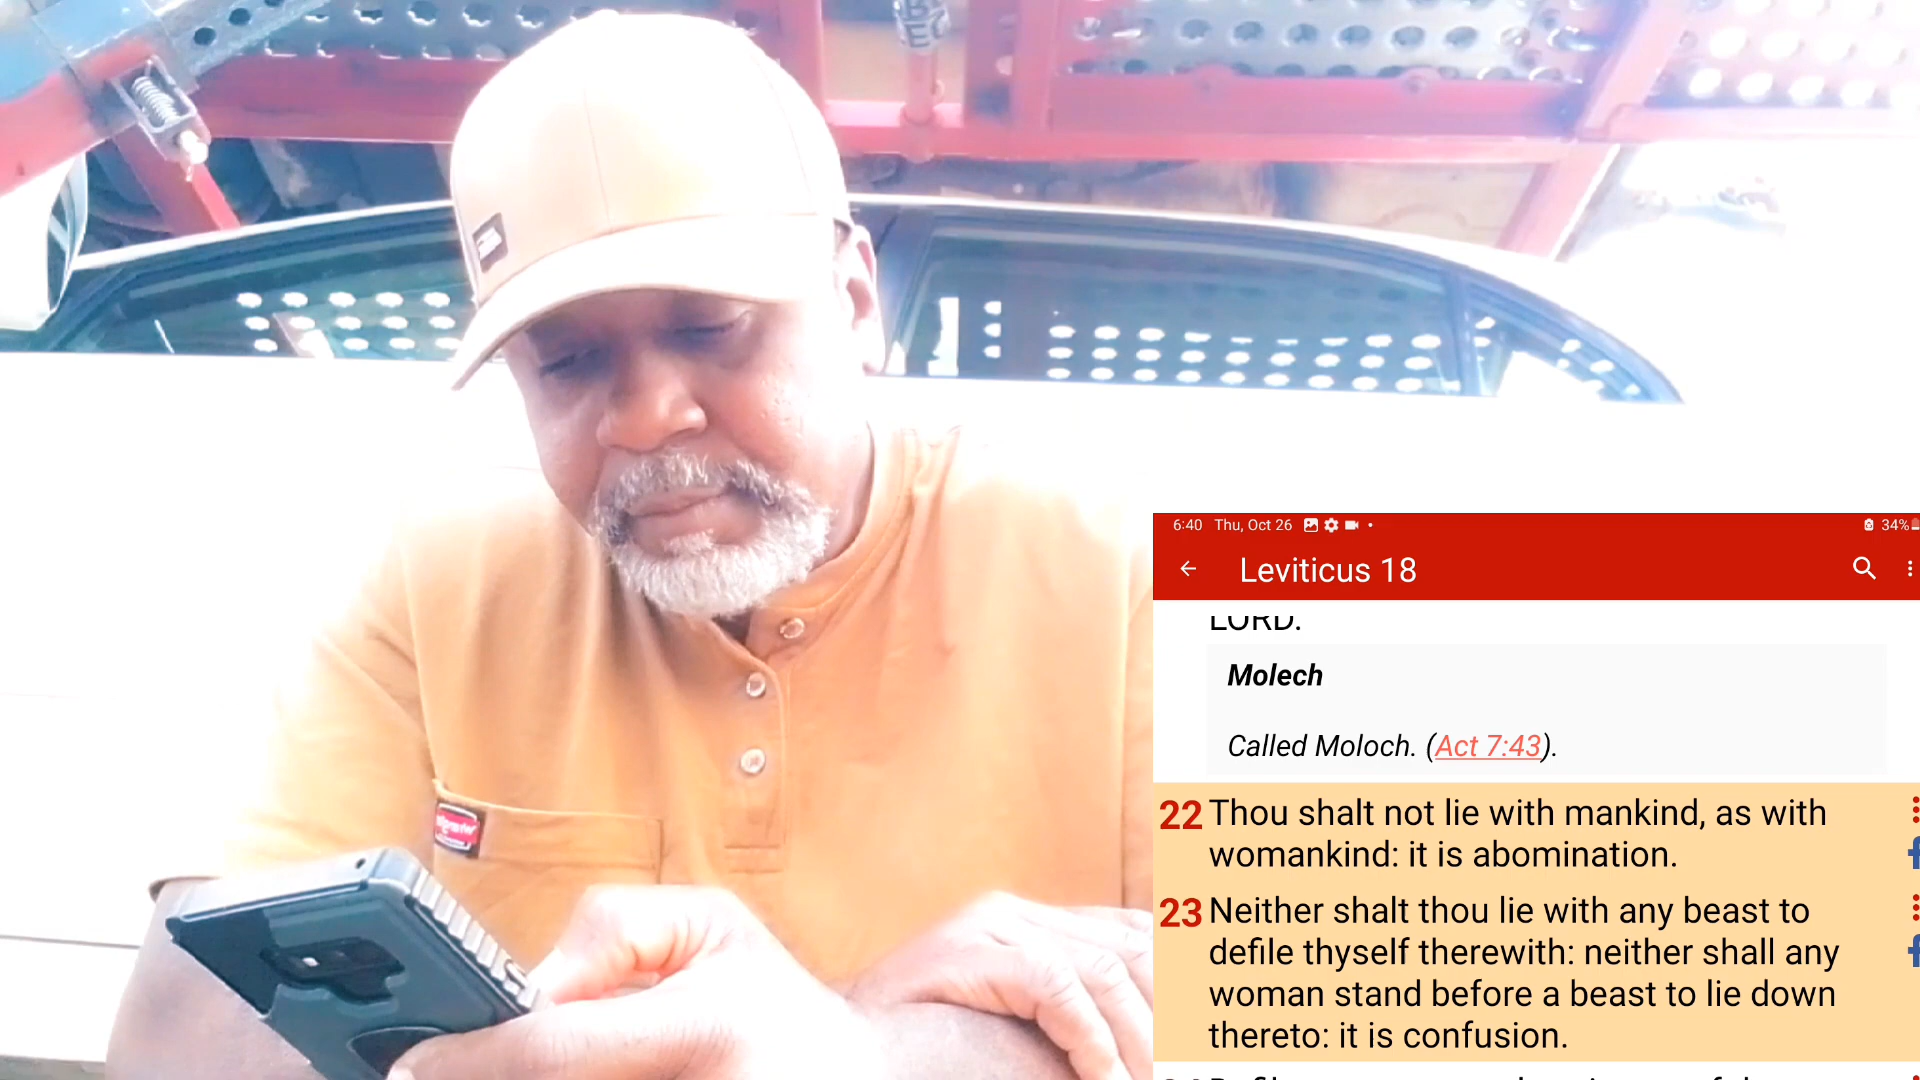 6:40 Thu, Oct 26 34%
Leviticus 18
LORD.
Molech
Called Moloch. (Act 7:43).
22 Thou shalt not lie with mankind, as with
womankind: it is abomination.
23 Neither shalt thou lie with any beast to
defile thyself therewith: neither shall any
woman stand before a beast to lie down
thereto: it is confusion.